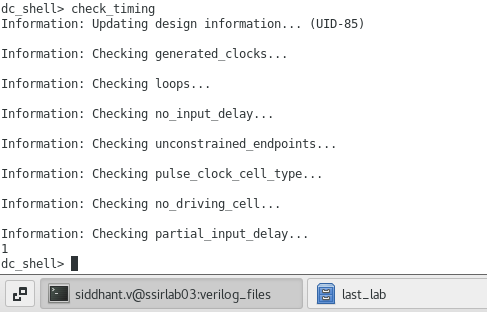 dc_shell> check_timing
Information: Updating design information... (UID-85)
Information: Checking generated_clocks...
Information: Checking loops...
Information: Checking no_input_delay...
Information: Checking unconstrained_endpoints...
Information: Checking pulse_clock_cell_type...
Information: Checking no_driving_cell...
Information: Checking partial_input_delay...
1
dc_shell>
siddhant.v@ssirlab03:verilog_files
last_lab